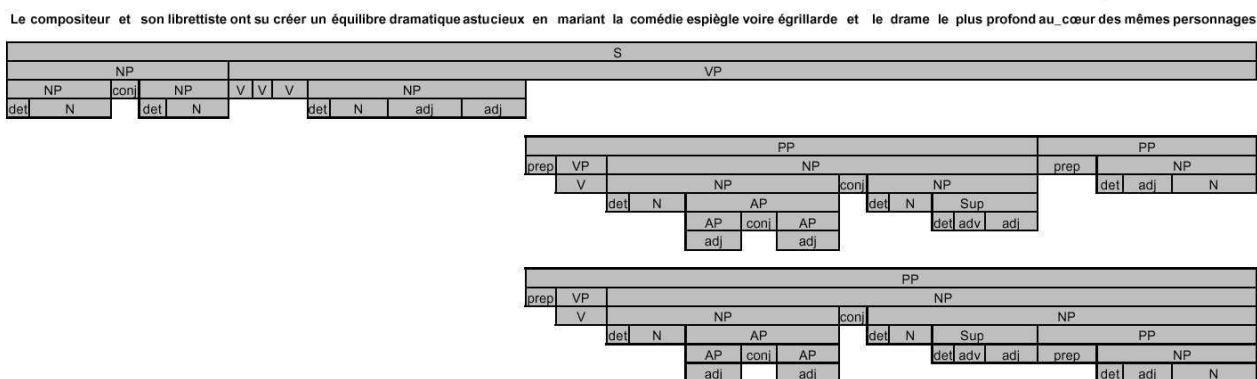 Le compositeur et son librettiste ont su créer un équilibre dramatique astucieux en mariant la comédie espiègle voire égrillarde et le drame le plus profond au_cœur des mêmes personnages
S
NP VP
NP conj NP V V V NP
det N det N det N adj adj
PP PP
prep VP NP prep NP
V NP conj NP det adj N
det N AP det N Sup
AP conj AP det adv adj
adj adj
PP
prep VP NP
V NP conj NP
det N AP det N Sup PP
AP conj AP det adv adj prep NP
adj adj det adj N